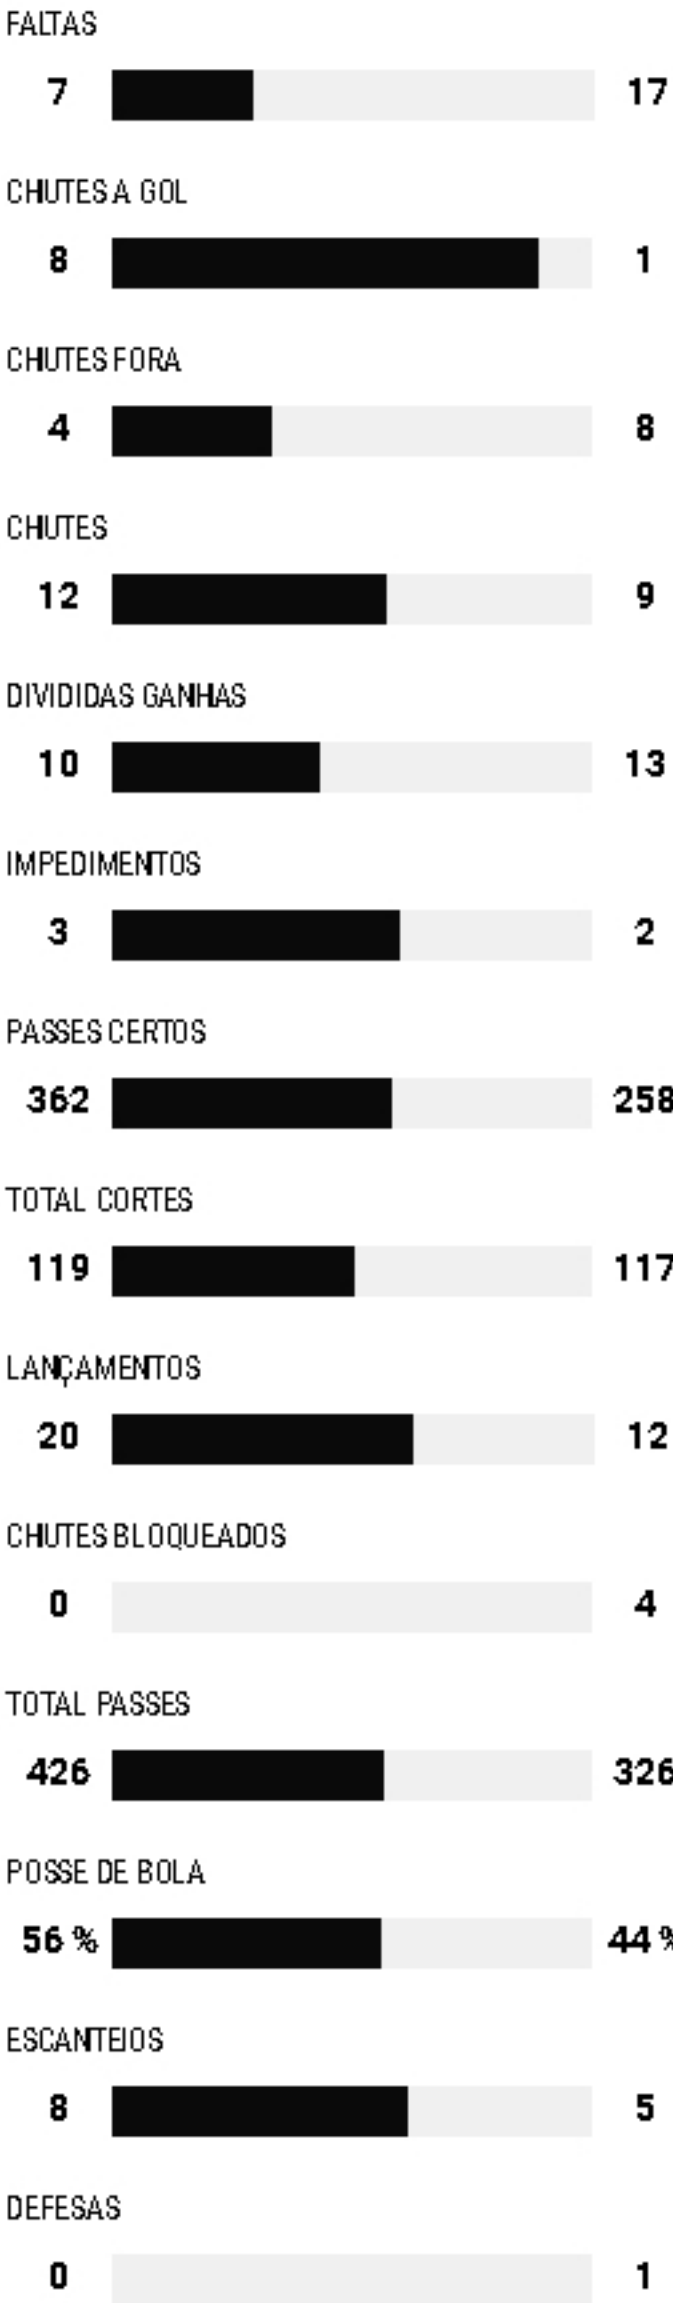 FALTAS
7 17
CHUTES A GOL
8 1
CHUTES FORA
4 8
CHUTES
12 9
DIVIDIDAS GANHAS
10 13
IMPEDIMENTOS
3 2
PASSES CERTOS
362 258
TOTAL CORTES
119 117
LANÇAMENTOS
20 12
CHUTES BLOQUEADOS
0 4
TOTAL PASSES
426 326
POSSE DE BOLA
56 % 44 %
ESCANTEIOS
8 5
DEFESAS
0 1